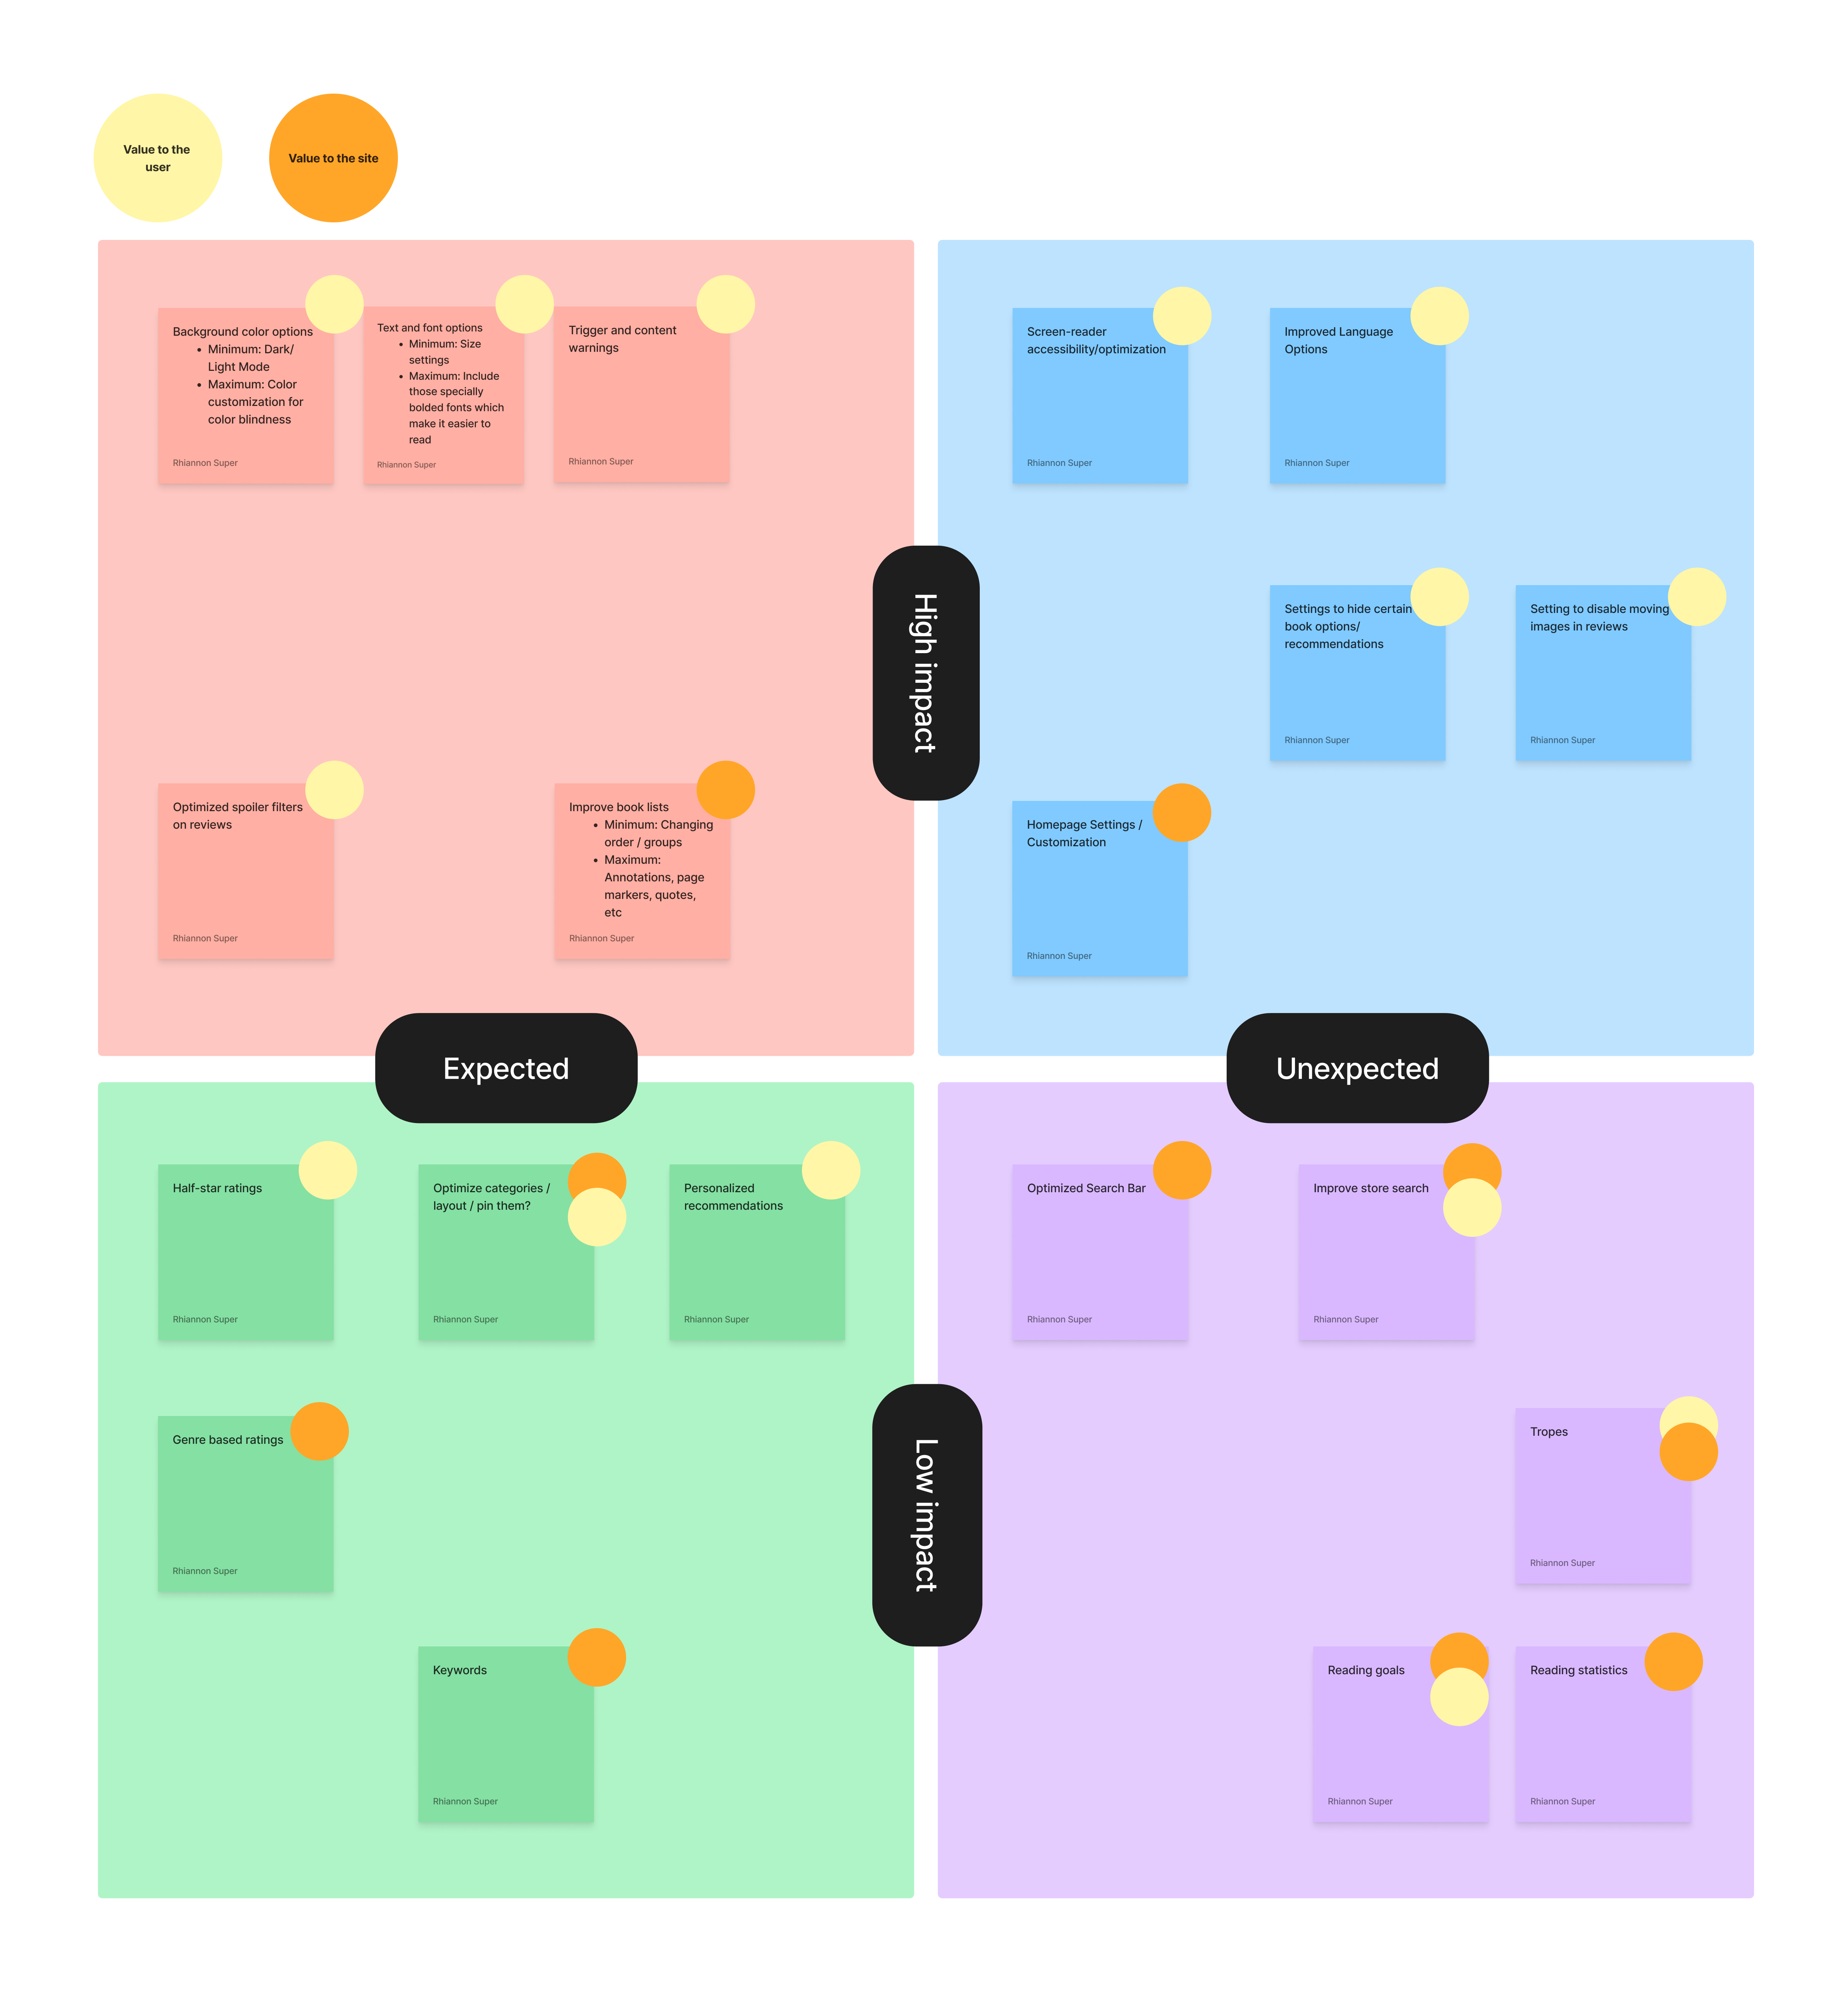 Value to the
user
Value to the site
Background color options
• Minimum: Dark/
Light Mode
• Maximum: Color
customization for
color blindness
Rhiannon Super
Text and font options
• Minimum: Size
settings
• Maximum: Include
those specially
bolded fonts which
make it easier to
read
Rhiannon Super
Trigger and content
warnings
Rhiannon Super
Screen-reader
accessibility/optimization
Rhiannon Super
Improved Language
Options
Rhiannon Super
High impact
Settings to hide certain
book options/
recommendations
Rhiannon Super
Setting to disable moving
images in reviews
Rhiannon Super
Optimized spoiler filters
on reviews
Rhiannon Super
Improve book lists
• Minimum: Changing
order / groups
• Maximum:
Annotations, page
markers, quotes,
etc
Rhiannon Super
Homepage Settings /
Customization
Rhiannon Super
Expected
Unexpected
Half-star ratings
Rhiannon Super
Optimize categories /
layout / pin them?
Rhiannon Super
Personalized
recommendations
Rhiannon Super
Optimized Search Bar
Rhiannon Super
Improve store search
Rhiannon Super
Genre based ratings
Rhiannon Super
Low impact
Tropes
Rhiannon Super
Keywords
Rhiannon Super
Reading goals
Rhiannon Super
Reading statistics
Rhiannon Super